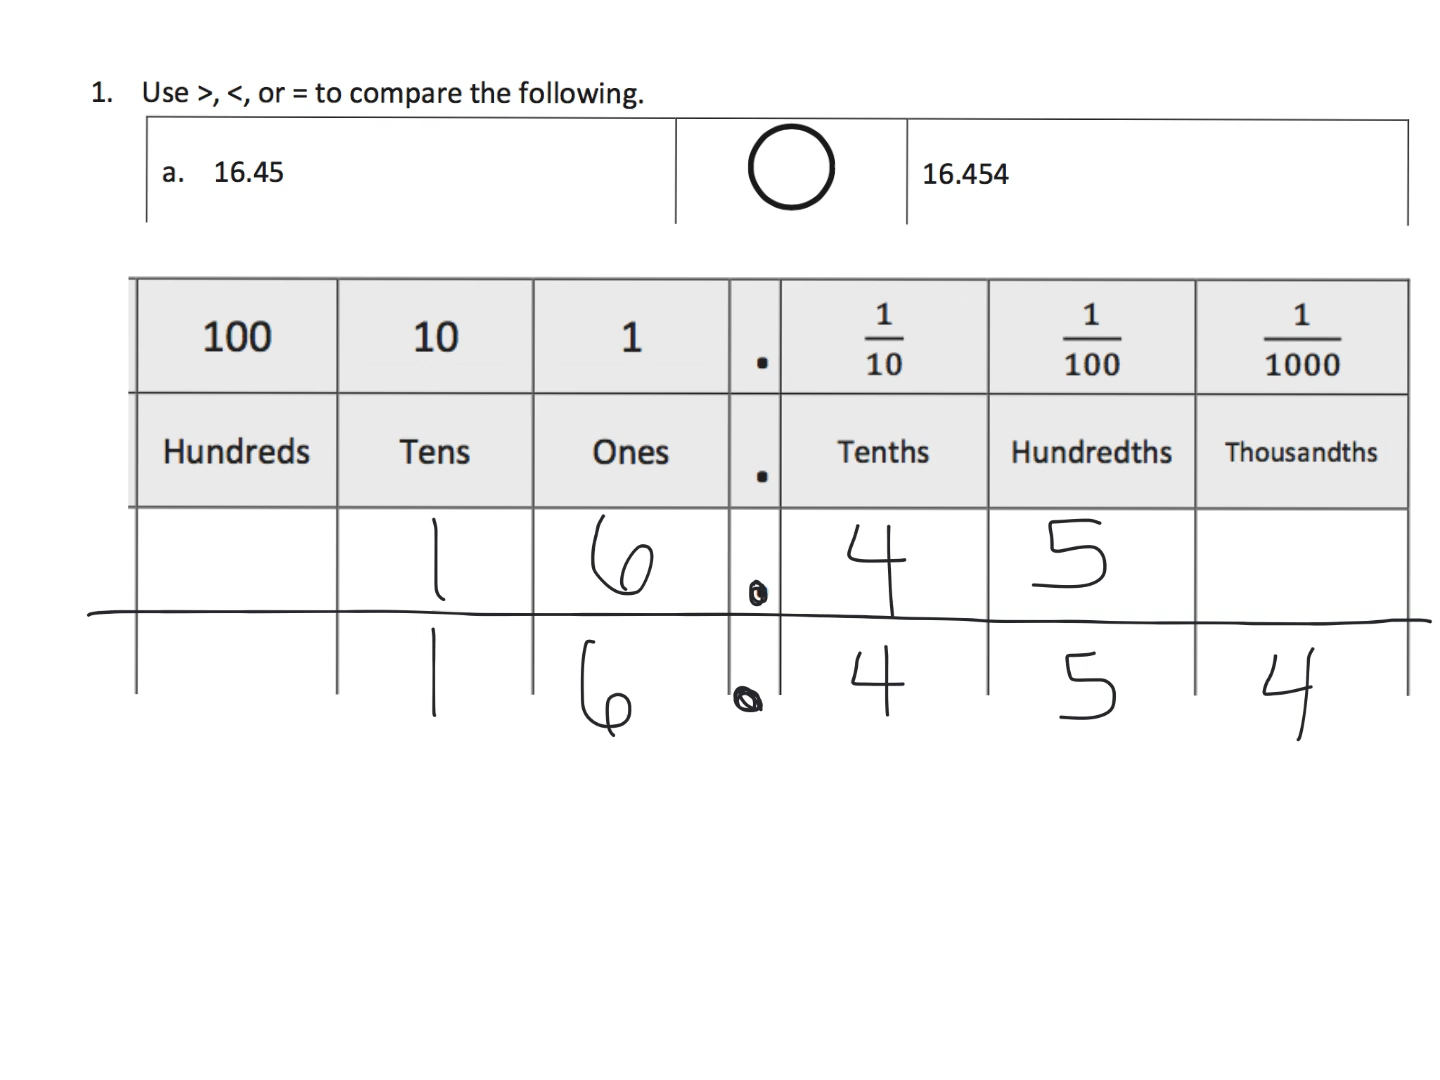 1. Use >, <, or = to compare the following.
a. 16.45 16.454
100 10 1 . 1/10 1/100 1/1000
Hundreds Tens Ones . Tenths Hundredths Thousandths
1 6 . 4 5
1 6 . 4 5 4